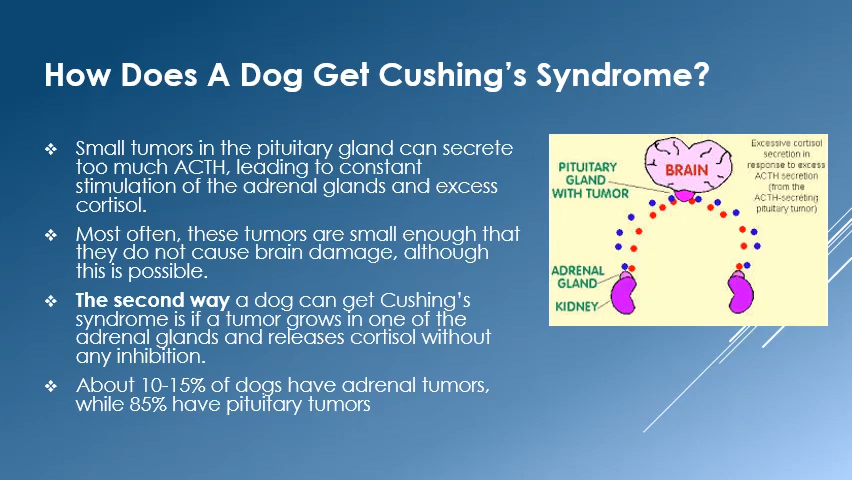 How Does A Dog Get Cushing's Syndrome?
❖ Small tumors in the pituitary gland can secrete
too much ACTH, leading to constant
stimulation of the adrenal glands and excess
cortisol.
❖ Most often, these tumors are small enough that
they do not cause brain damage, although
this is possible.
❖ The second way a dog can get Cushing's
syndrome is if a tumor grows in one of the
adrenal glands and releases cortisol without
any inhibition.
❖ About 10-15% of dogs have adrenal tumors,
while 85% have pituitary tumors
PITUITARY
GLAND
WITH TUMOR
BRAIN
Excessive cortisol
secretion in
response to excess
ACTH secretion
(from the
ACTH-secreting
pituitary tumor)
ADRENAL
GLAND
KIDNEY